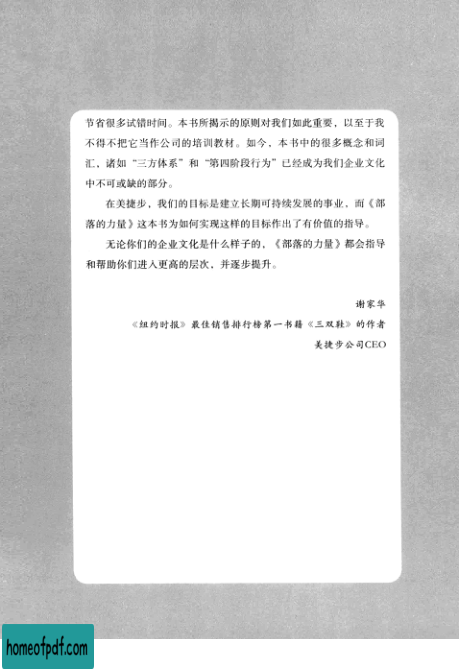 节省很多试错时间。本书所揭示的原则对我们如此重要，以至于我
不得不把它当作公司的培训教材。如今，本书中的很多概念和词
汇，诸如“三方体系”和“第四阶段行为”已经成为我们企业文化
中不可或缺的部分。
在美捷步，我们的目标是建立长期可持续发展的事业，而《部
落的力量》这本书为如何实现这样的目标作出了有价值的指导。
无论你们的企业文化是什么样子的，《部落的力量》都会指导
和帮助你们进入更高的层次，并逐步提升。
谢家华
《纽约时报》最佳销售排行榜第一书籍《三双鞋》的作者
美捷步公司CEO
homeofpdf.com